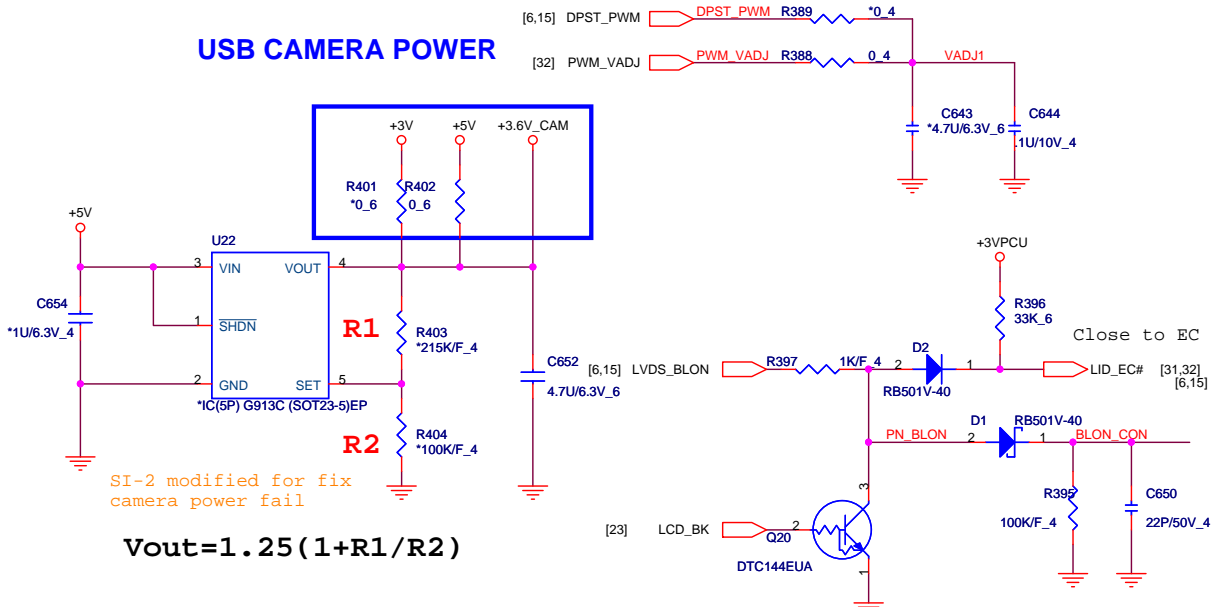 [6,15] DPST_PWM DPST_PWM R389 *0_4
USB CAMERA POWER
[32] PWM_VADJ PWM_VADJ R388 0_4 VADJ1
C643
*4.7U/6.3V_6
C644
.1U/10V_4
+3V +5V +3.6V_CAM
R401
*0_6
R402
0_6
+5V
U22
3 VIN VOUT 4
C654
*1U/6.3V_4
1 SHDN
R1
R403
*215K/F_4
2 GND SET 5
*IC(5P) G913C (SOT23-5)EP
C652
4.7U/6.3V_6
R2
R404
*100K/F_4
SI-2 modified for fix
camera power fail
Vout=1.25(1+R1/R2)
+3VPCU
R396
33K_6
Close to EC
[6,15] LVDS_BLON R397 1K/F_4 2 D2 1 LID_EC# [31,32]
[6,15]
RB501V-40
PN_BLON 2 D1 RB501V-40 1 BLON_CON
R395
100K/F_4
C650
22P/50V_4
[23] LCD_BK 2 Q20 3
DTC144EUA
1